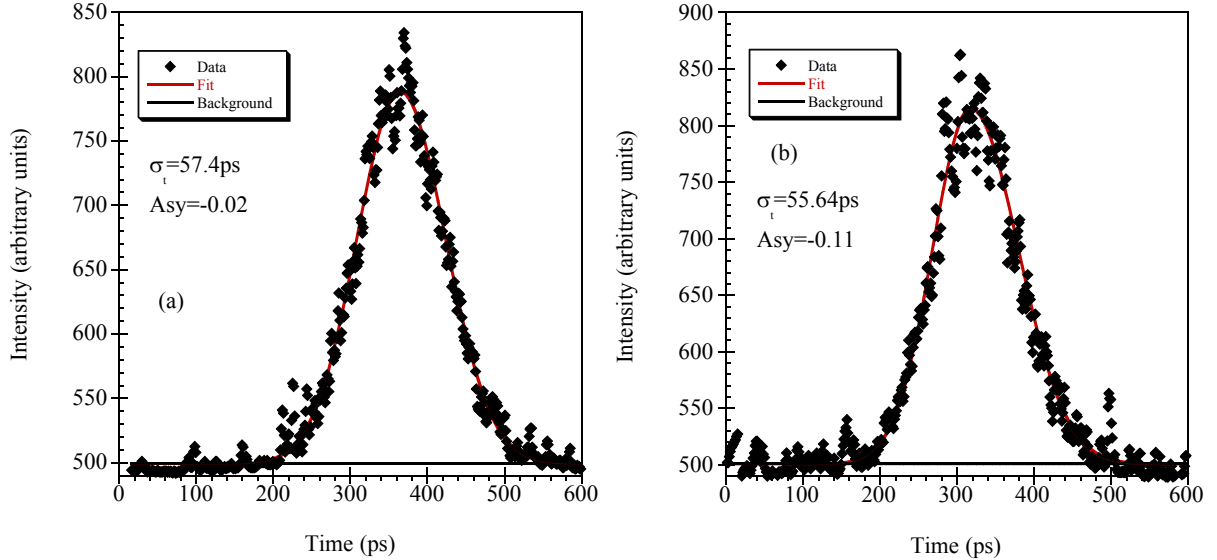 850
800
750
700
650
600
550
500
0 100 200 300 400 500 600
Intensity (arbitrary units)
Time (ps)
Data
Fit
Background
σt=57.4ps
Asy=-0.02
(a)
900
850
800
750
700
650
600
550
500
0 100 200 300 400 500 600
Intensity (arbitrary units)
Time (ps)
Data
Fit
Background
(b)
σt=55.64ps
Asy=-0.11